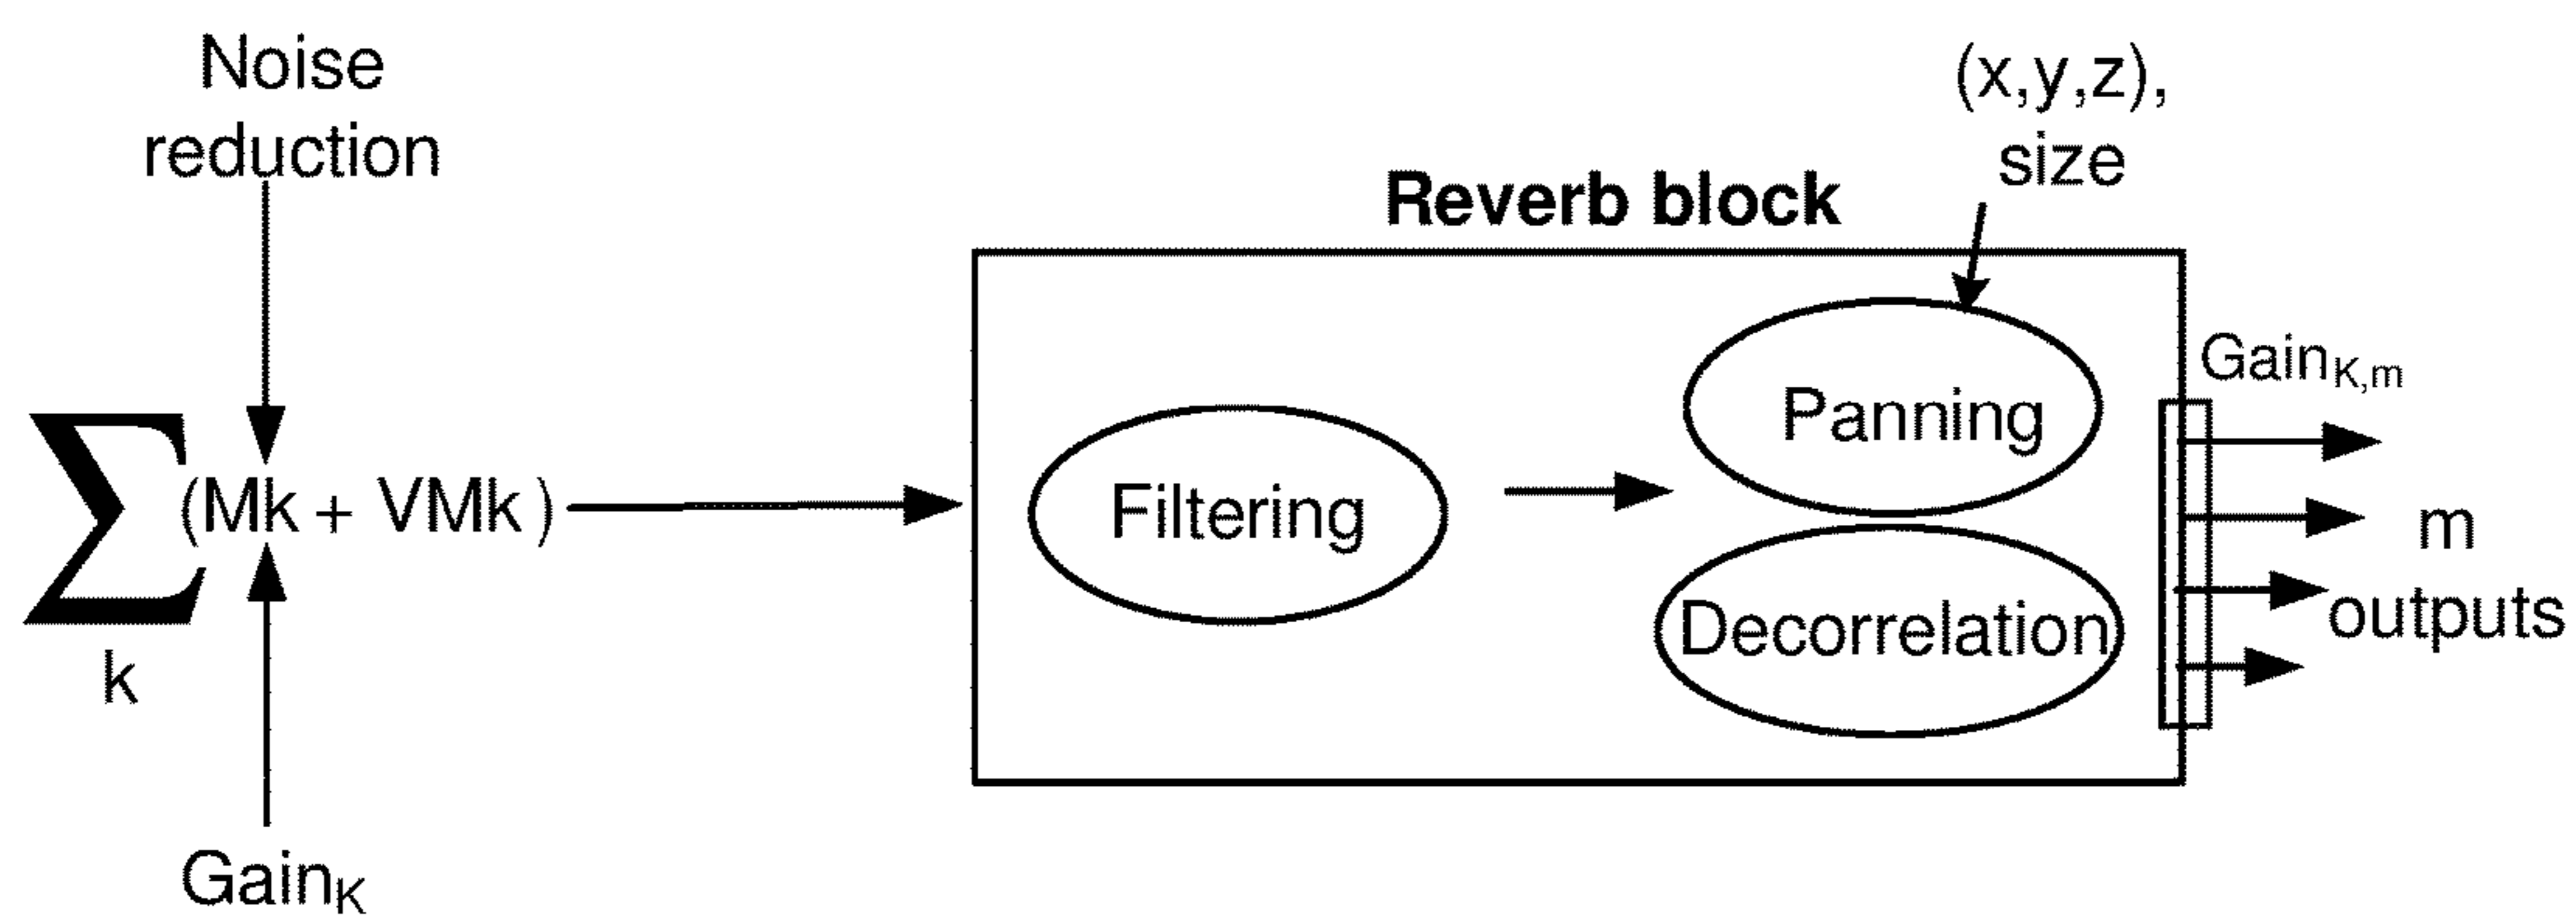 Noise
reduction
∑ (Mk + VMk)
k
Gain_K
Reverb block
(x,y,z),
size
Filtering
Panning
Decorrelation
Gain_K,m
m
outputs